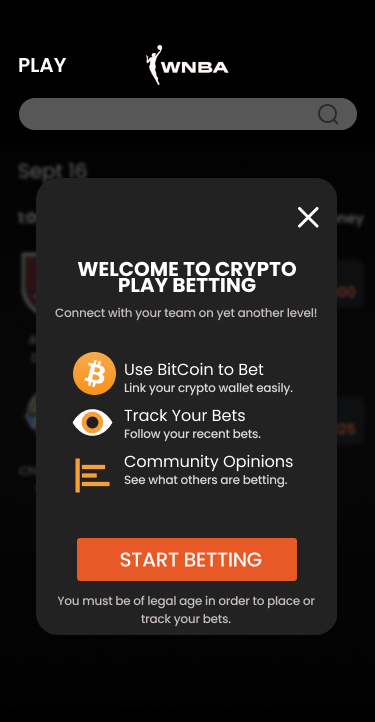 PLAY
WNBA
Sept 16
WELCOME TO CRYPTO
PLAY BETTING
Connect with your team on yet another level!
Use BitCoin to Bet
Link your crypto wallet easily.
Track Your Bets
Follow your recent bets.
Community Opinions
See what others are betting.
START BETTING
You must be of legal age in order to place or
track your bets.